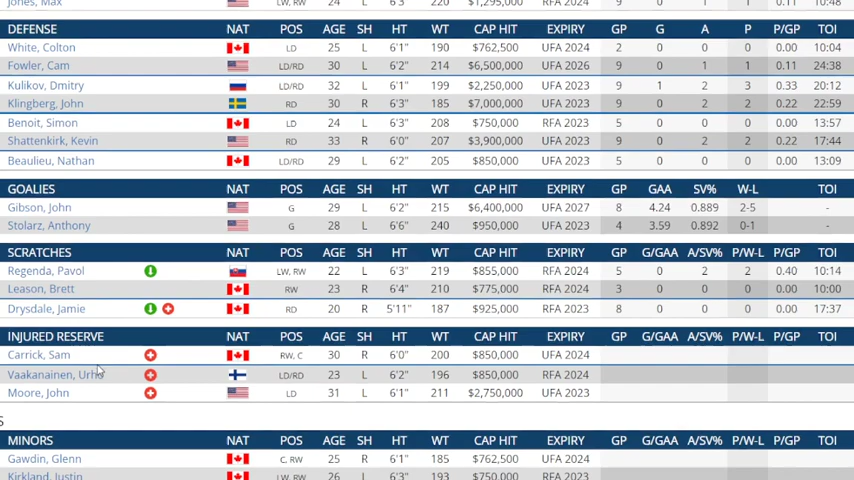 Jones, Max LW, RW 24 L 6'3" 220 $1,295,000 RFA 2024 9 0 1 1 0.11 10:48
DEFENSE NAT POS AGE SH HT WT CAP HIT EXPIRY GP G A P P/GP TOI
White, Colton LD 25 L 6'1" 190 $762,500 UFA 2024 2 0 0 0 0.00 10:04
Fowler, Cam LD/RD 30 L 6'2" 214 $6,500,000 UFA 2026 9 0 1 1 0.11 24:38
Kulikov, Dmitry LD/RD 32 L 6'1" 199 $2,250,000 UFA 2023 9 1 2 3 0.33 20:12
Klingberg, John RD 30 R 6'3" 185 $7,000,000 UFA 2023 9 0 2 2 0.22 22:59
Benoit, Simon LD 24 L 6'3" 208 $750,000 RFA 2023 5 0 0 0 0.00 13:57
Shattenkirk, Kevin RD 33 R 6'0" 207 $3,900,000 UFA 2023 9 0 2 2 0.22 17:44
Beaulieu, Nathan LD/RD 29 L 6'2" 205 $850,000 UFA 2023 5 0 0 0 0.00 13:09
GOALIES NAT POS AGE SH HT WT CAP HIT EXPIRY GP GAA SV% W-L TOI
Gibson, John G 29 L 6'2" 215 $6,400,000 UFA 2027 8 4.24 0.889 2-5 -
Stolarz, Anthony G 28 L 6'6" 240 $950,000 UFA 2023 4 3.59 0.892 0-1 -
SCRATCHES NAT POS AGE SH HT WT CAP HIT EXPIRY GP G/GAA A/SV% P/W-L P/GP TOI
Regenda, Pavol LW, RW 22 L 6'3" 219 $855,000 RFA 2024 5 0 2 2 0.40 10:14
Leason, Brett RW 23 R 6'4" 210 $775,000 RFA 2024 3 0 0 0 0.00 10:00
Drysdale, Jamie RD 20 R 5'11" 187 $925,000 RFA 2023 8 0 0 0 0.00 17:37
INJURED RESERVE NAT POS AGE SH HT WT CAP HIT EXPIRY GP G/GAA A/SV% P/W-L P/GP TOI
Carrick, Sam RW, C 30 R 6'0" 200 $850,000 UFA 2024
Vaakanainen, Urho LD/RD 23 L 6'2" 196 $850,000 RFA 2024
Moore, John LD 31 L 6'1" 211 $2,750,000 UFA 2023
S
MINORS NAT POS AGE SH HT WT CAP HIT EXPIRY GP G/GAA A/SV% P/W-L P/GP TOI
Gawdin, Glenn C, RW 25 R 6'1" 185 $762,500 UFA 2024
Kirkland, Justin LW, RW 26 L 6'3" 193 $750,000 UFA 2023